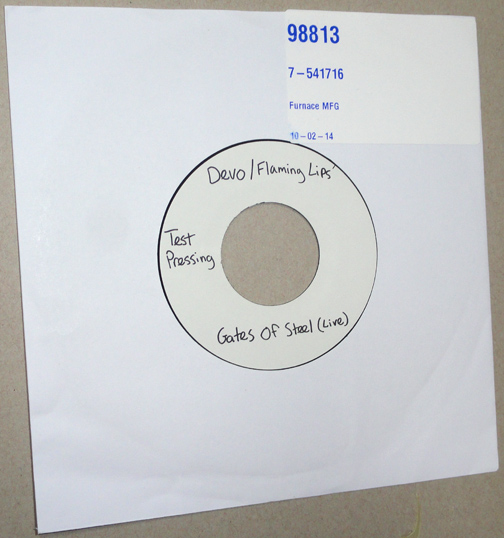 98813
7-541716
Furnace MFG
10-02-14
Devo/Flaming Lips
Test
Pressing
Gates Of Steel (Live)